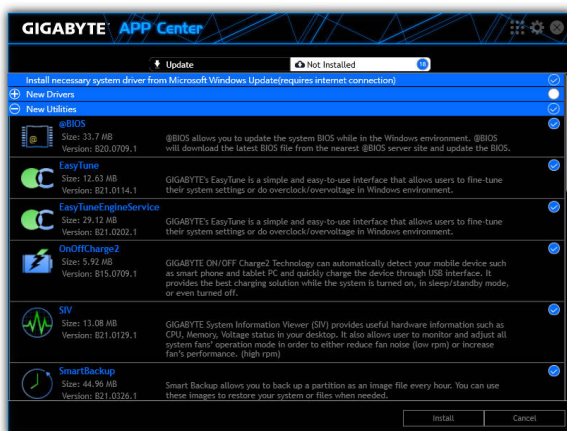 GIGABYTE APP Center
Update
Not Installed
Install necessary system driver from Microsoft Windows Update(requires internet connection)
New Drivers
New Utilities
@BIOS
Size: 33.7 MB
Version: B20.0709.1
@BIOS allows you to update the system BIOS while in the Windows environment. @BIOS
will download the latest BIOS file from the nearest @BIOS server site and update the BIOS.
EasyTune
Size: 12.63 MB
Version: B21.0114.1
GIGABYTE's EasyTune is a simple and easy-to-use interface that allows users to fine-tune
their system settings or do overclock/overvoltage in Windows environment.
EasyTuneEngineService
Size: 29.12 MB
Version: B21.0202.1
GIGABYTE's EasyTune is a simple and easy-to-use interface that allows users to fine-tune
their system settings or do overclock/overvoltage in Windows environment.
OnOffCharge2
Size: 5.92 MB
Version: B15.0709.1
GIGABYTE ON/OFF Charge2 Technology can automatically detect your mobile device such
as smart phone and tablet PC and quickly charge the device through USB interface. It
provides the best charging solution while the system is turned on, in sleep/standby mode,
or even turned off.
SIV
Size: 13.08 MB
Version: B21.0129.1
GIGABYTE System Information Viewer (SIV) provides useful hardware information such as
CPU, Memory, Voltage status in your desktop. It also allows user to monitor and adjust all
system fans' operation mode in order to either reduce fan noise (low rpm) or increase
fan's performance. (high rpm)
SmartBackup
Size: 44.96 MB
Version: B21.0326.1
Smart Backup allows you to back up a partition as an image file every hour. You can use
these images to restore your system or files when needed.
Install
Cancel